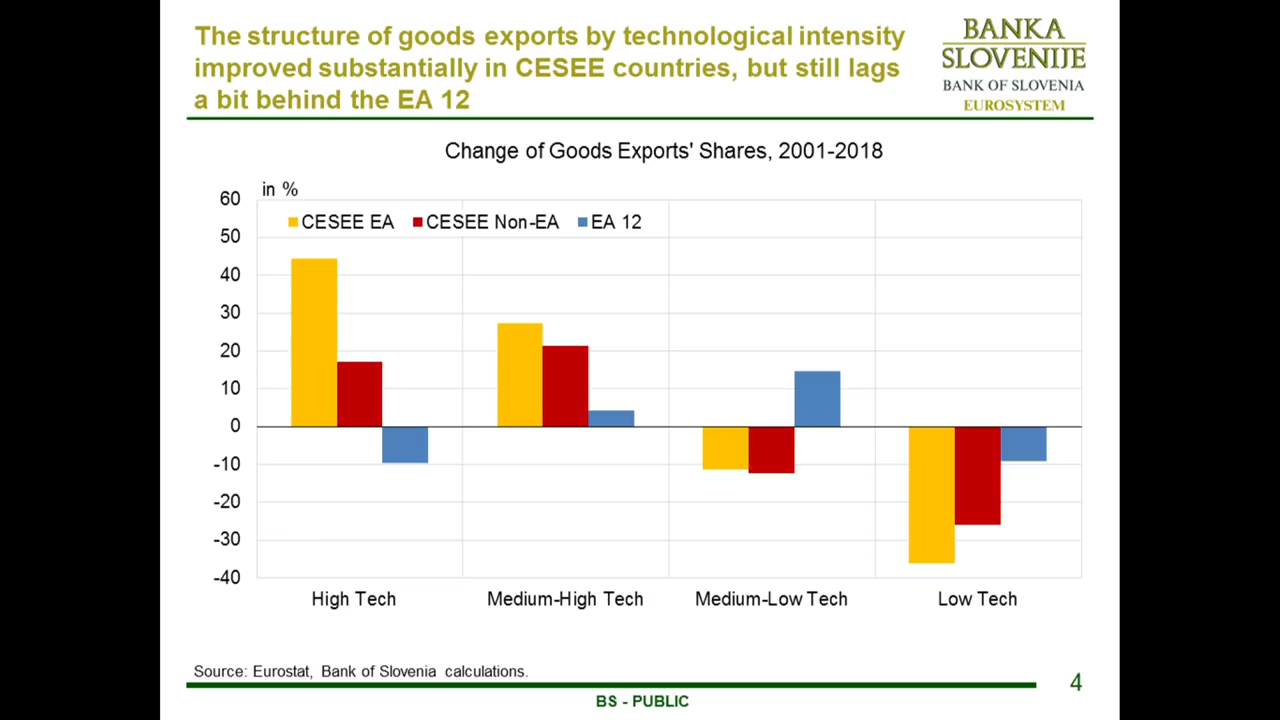 The structure of goods exports by technological intensity
improved substantially in CESEE countries, but still lags
a bit behind the EA 12
BANKA
SLOVENIJE
BANK OF SLOVENIA
EUROSYSTEM
Change of Goods Exports' Shares, 2001-2018
in %
60
50
40
30
20
10
0
-10
-20
-30
-40
CESEE EA CESEE Non-EA EA 12
High Tech Medium-High Tech Medium-Low Tech Low Tech
Source: Eurostat, Bank of Slovenia calculations.
4
BS - PUBLIC